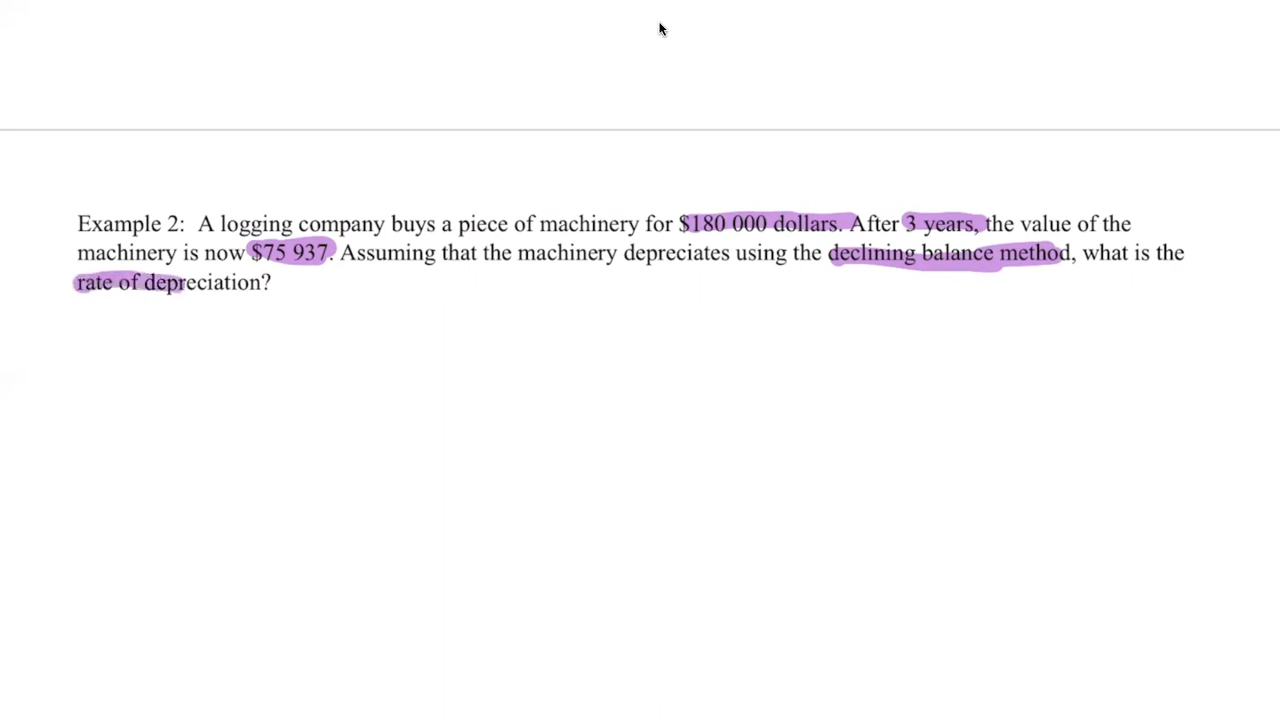 Example 2: A logging company buys a piece of machinery for $180 000 dollars. After 3 years, the value of the
machinery is now $75 937. Assuming that the machinery depreciates using the declining balance method, what is the
rate of depreciation?